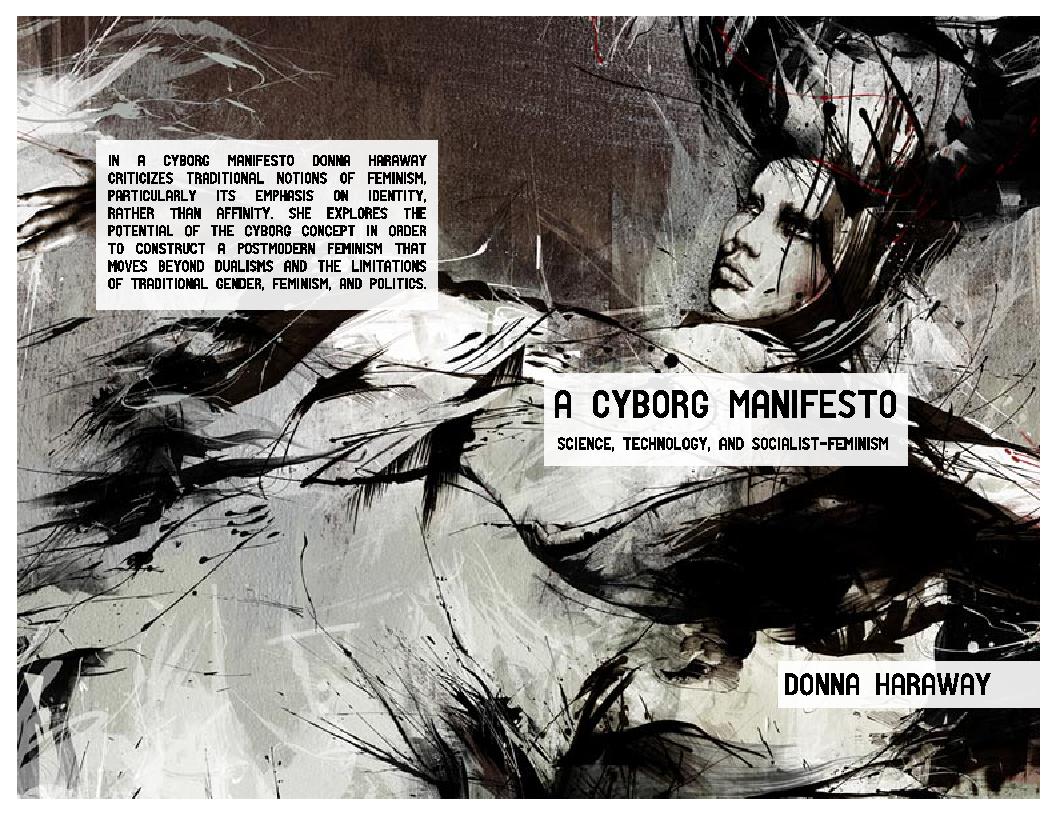 IN A CYBORG MANIFESTO DONNA HARAWAY
CRITICIZES TRADITIONAL NOTIONS OF FEMINISM,
PARTICULARLY ITS EMPHASIS ON IDENTITY,
RATHER THAN AFFINITY. SHE EXPLORES THE
POTENTIAL OF THE CYBORG CONCEPT IN ORDER
TO CONSTRUCT A POSTMODERN FEMINISM THAT
MOVES BEYOND DUALISMS AND THE LIMITATIONS
OF TRADITIONAL GENDER, FEMINISM, AND POLITICS.
A CYBORG MANIFESTO
SCIENCE, TECHNOLOGY, AND SOCIALIST-FEMINISM
DONNA HARAWAY